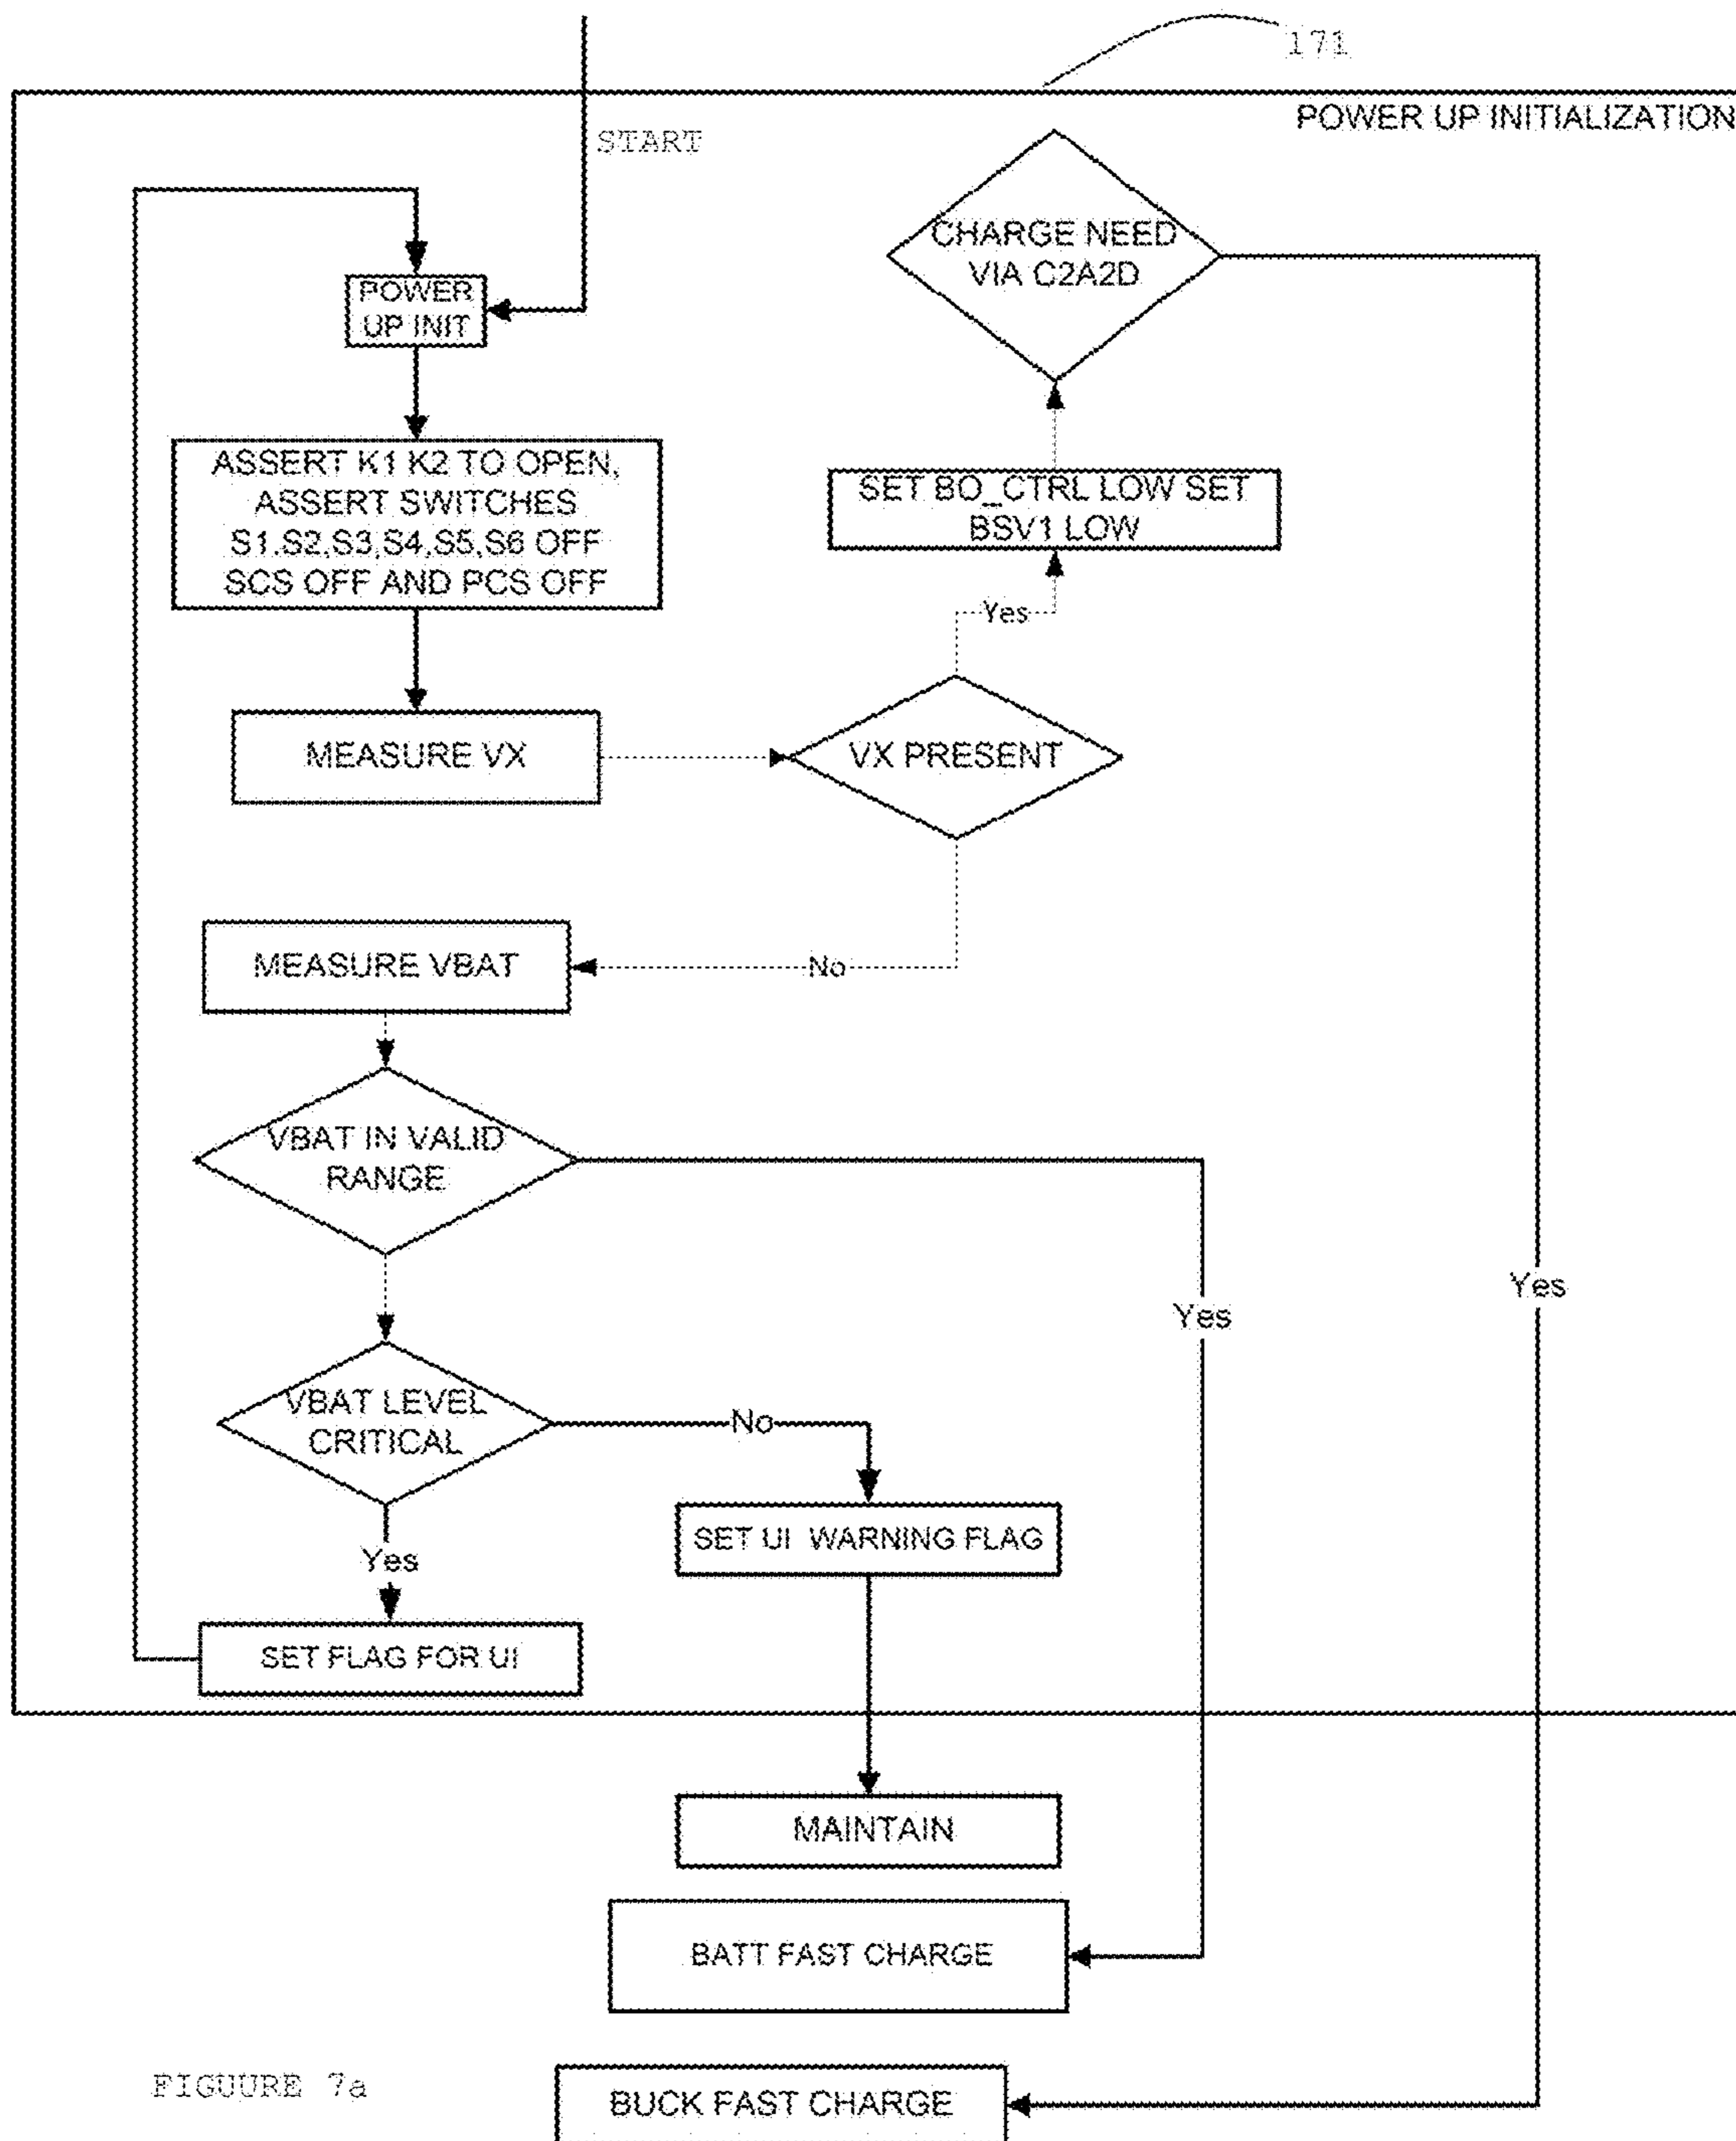 171
POWER UP INITIALIZATION
START
CHARGE NEED
VIA C2A2D
POWER
UP INIT
ASSERT K1 K2 TO OPEN,
ASSERT SWITCHES
S1,S2,S3,S4,S5,S6 OFF
SCS OFF AND PCS OFF
SET BO_CTRL LOW SET
BSV1 LOW
Yes
MEASURE VX
VX PRESENT
MEASURE VBAT
No
VBAT IN VALID
RANGE
Yes
Yes
VBAT LEVEL
CRITICAL
No
SET UI WARNING FLAG
Yes
SET FLAG FOR UI
MAINTAIN
BATT FAST CHARGE
FIGUURE 7a
BUCK FAST CHARGE